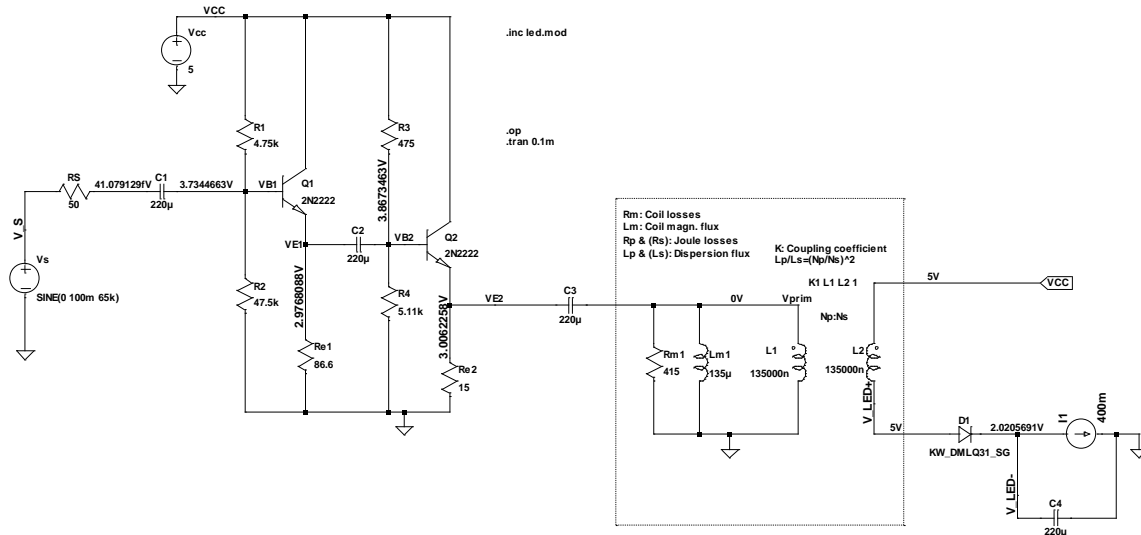 VCC
Vcc
5
.inc led.mod
.op
.tran 0.1m
R1
4.75k
R3
475
RS
50
41.079129fV
C1
220µ
3.7344663V
VB1
Q1
2N2222
3.8673463V
V_S
Vs
SINE(0 100m 65k)
VE1
C2
220µ
VB2
Q2
2N2222
R2
47.5k
2.9768088V
Re1
86.6
R4
5.11k
3.0062258V
VE2
Re2
15
C3
220µ
Rm: Coil losses
Lm: Coil magn. flux
Rp & (Rs): Joule losses
Lp & (Ls): Dispersion flux
K: Coupling coefficient
Lp/Ls=(Np/Ns)^2
K1 L1 L2 1
5V
VCC
0V
Vprim
Np:Ns
Rm1
415
Lm1
135µ
L1
135000n
L2
135000n
V_LED+
5V
D1
KW_DMLQ31_SG
2.0205691V
I1
400m
V_LED-
C4
220µ